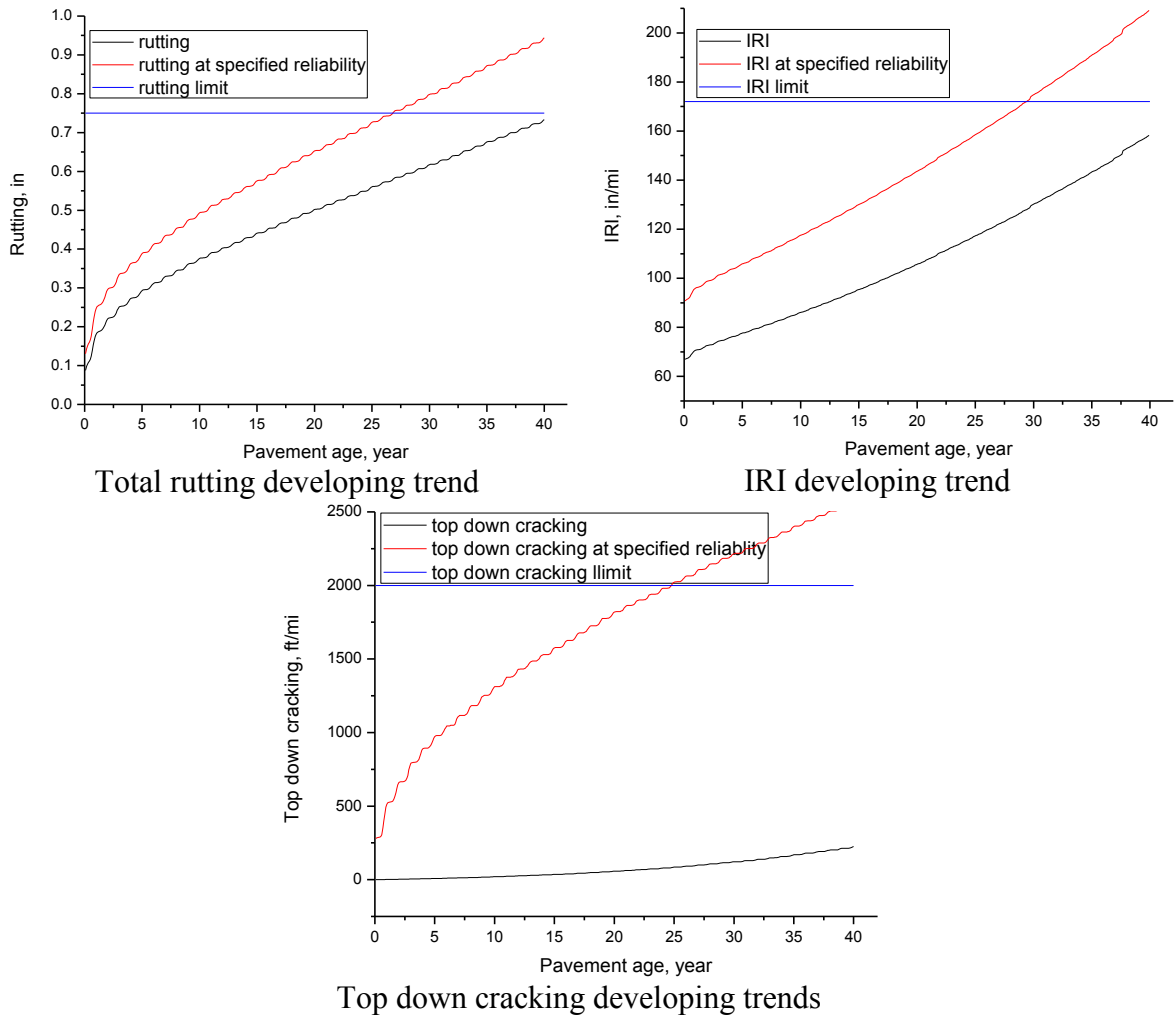 rutting
rutting at specified reliability
rutting limit
1.0
0.9
0.8
0.7
0.6
0.5
0.4
0.3
0.2
0.1
0.0
Rutting, in
0 5 10 15 20 25 30 35 40
Pavement age, year
Total rutting developing trend
IRI
IRI at specified reliability
IRI limit
200
180
160
140
120
100
80
60
IRI, in/mi
0 5 10 15 20 25 30 35 40
Pavement age, year
IRI developing trend
top down cracking
top down cracking at specified reliablity
top down cracking llimit
2500
2000
1500
1000
500
0
Top down cracking, ft/mi
0 5 10 15 20 25 30 35 40
Pavement age, year
Top down cracking developing trends